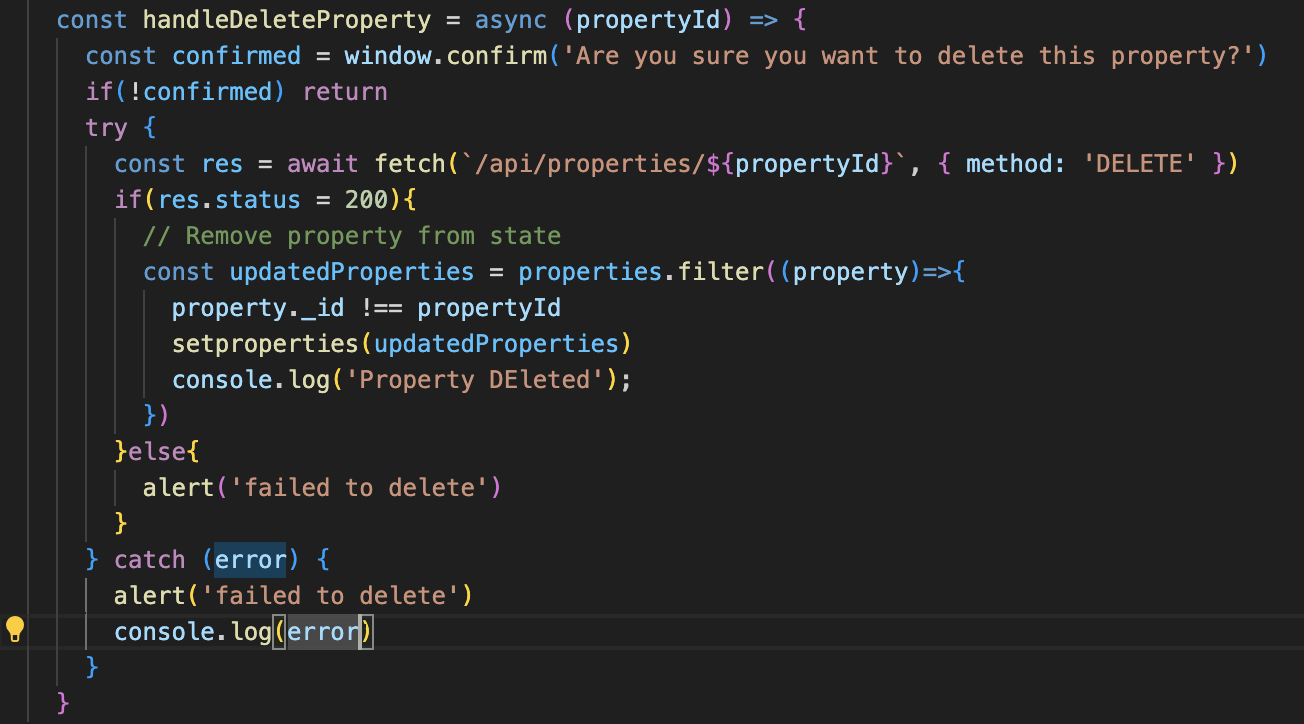 const handleDeleteProperty = async (propertyId) => {
const confirmed = window.confirm('Are you sure you want to delete this property?')
if(!confirmed) return
try {
const res = await fetch(`/api/properties/${propertyId}`, { method: 'DELETE' })
if(res.status = 200){
// Remove property from state
const updatedProperties = properties.filter((property)=>{
property._id !== propertyId
setproperties(updatedProperties)
console.log('Property DEleted');
})
}else{
alert('failed to delete')
}
} catch (error) {
alert('failed to delete')
console.log(error)
}
}